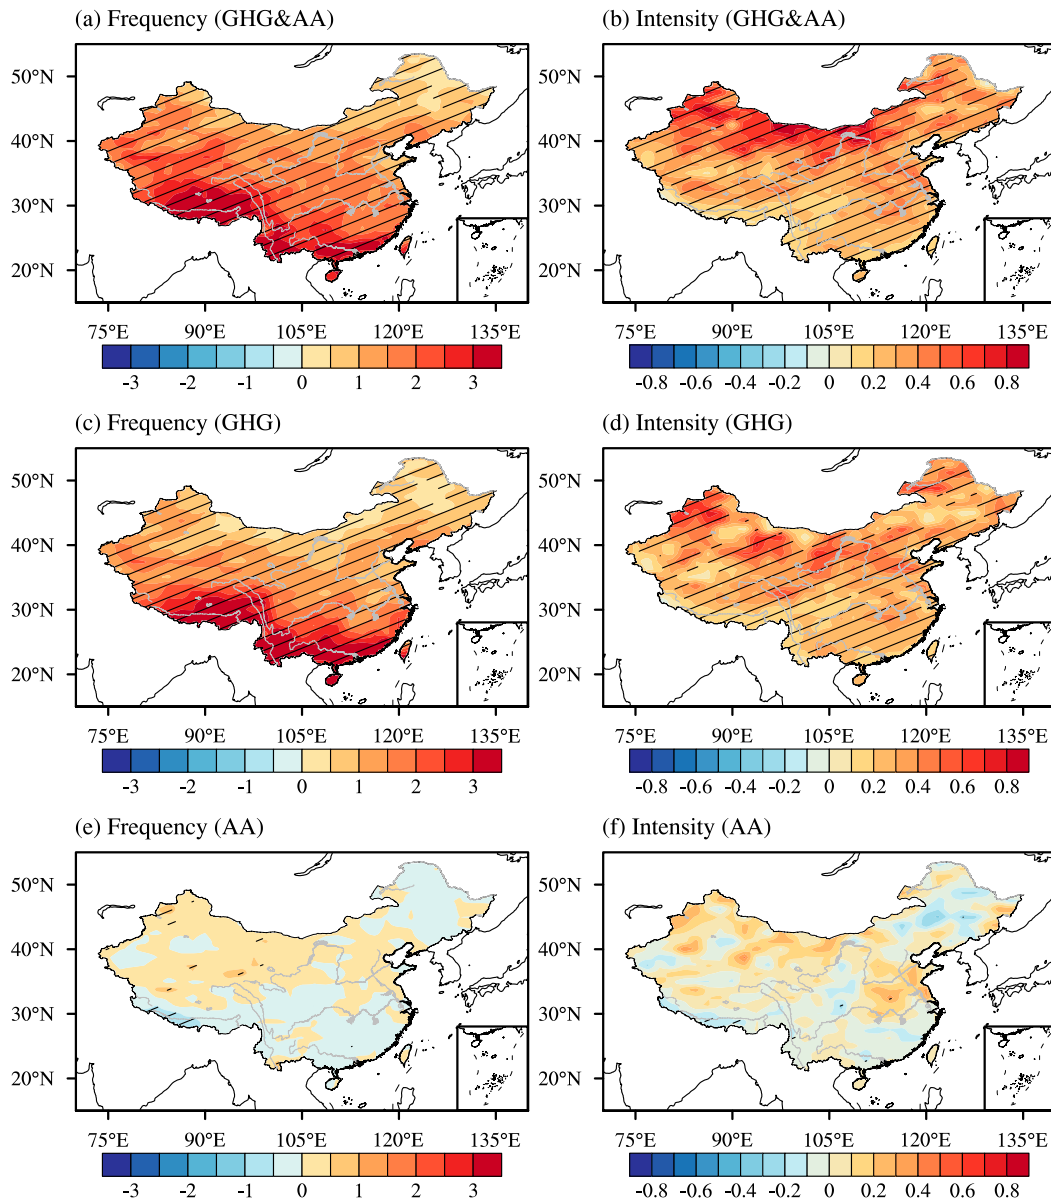 (a) Frequency (GHG&AA)
(b) Intensity (GHG&AA)
50°N
40°N
30°N
20°N
50°N
40°N
30°N
20°N
75°E 90°E 105°E 120°E 135°E
75°E 90°E 105°E 120°E 135°E
-3 -2 -1 0 1 2 3
-0.8 -0.6 -0.4 -0.2 0 0.2 0.4 0.6 0.8
(c) Frequency (GHG)
(d) Intensity (GHG)
50°N
40°N
30°N
20°N
50°N
40°N
30°N
20°N
75°E 90°E 105°E 120°E 135°E
75°E 90°E 105°E 120°E 135°E
-3 -2 -1 0 1 2 3
-0.8 -0.6 -0.4 -0.2 0 0.2 0.4 0.6 0.8
(e) Frequency (AA)
(f) Intensity (AA)
50°N
40°N
30°N
20°N
50°N
40°N
30°N
20°N
75°E 90°E 105°E 120°E 135°E
75°E 90°E 105°E 120°E 135°E
-3 -2 -1 0 1 2 3
-0.8 -0.6 -0.4 -0.2 0 0.2 0.4 0.6 0.8